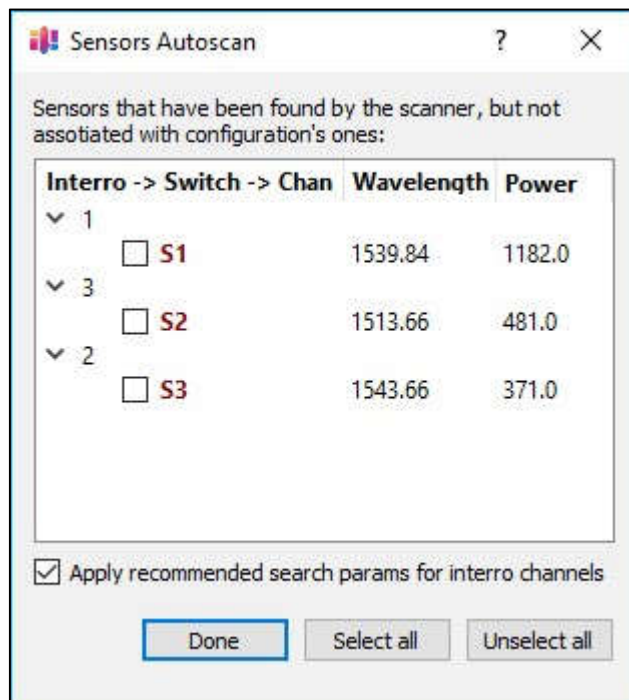 Sensors Autoscan ?
Sensors that have been found by the scanner, but not
assotiated with configuration's ones:
Interro -> Switch -> Chan Wavelength Power
1
S1 1539.84 1182.0
3
S2 1513.66 481.0
2
S3 1543.66 371.0
Apply recommended search params for interro channels
Done Select all Unselect all